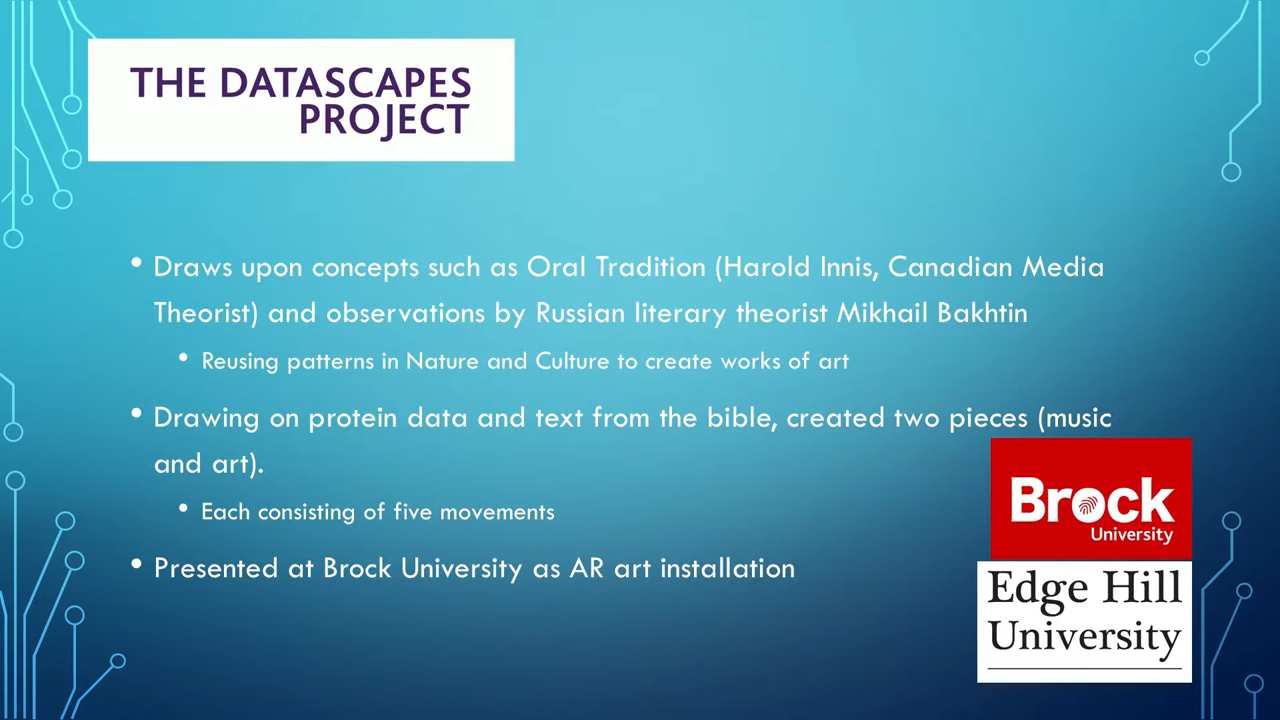 THE DATASCAPES
PROJECT
• Draws upon concepts such as Oral Tradition (Harold Innis, Canadian Media
Theorist) and observations by Russian literary theorist Mikhail Bakhtin
• Reusing patterns in Nature and Culture to create works of art
• Drawing on protein data and text from the bible, created two pieces (music
and art).
• Each consisting of five movements
• Presented at Brock University as AR art installation
Brock
University
Edge Hill
University